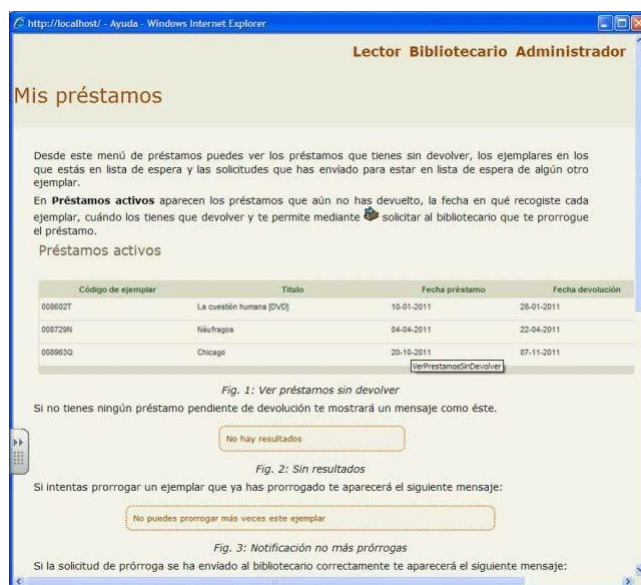 http://localhost/ - Ayuda - Windows Internet Explorer
Lector Bibliotecario Administrador
Mis préstamos
Desde este menú de préstamos puedes ver los préstamos que tienes sin devolver, los ejemplares en los
que estás en lista de espera y las solicitudes que has enviado para estar en lista de espera de algún otro
ejemplar.
En Préstamos activos aparecen los préstamos que aún no has devuelto, la fecha en qué recogiste cada
ejemplar, cuándo los tienes que devolver y te permite mediante solicitar al bibliotecario que te prorrogue
el préstamo.
Préstamos activos
Código de ejemplar Título Fecha préstamo Fecha devolución
008602T La cuestión humana [DVD] 10-01-2011 28-01-2011
008729N Náufragos 04-04-2011 22-04-2011
008963Q Chicago 20-10-2011 07-11-2011
VerPrestamosSinDevolver
Fig. 1: Ver préstamos sin devolver
Si no tienes ningún préstamo pendiente de devolución te mostrará un mensaje como éste.
No hay resultados
Fig. 2: Sin resultados
Si intentas prorrogar un ejemplar que ya has prorrogado te aparecerá el siguiente mensaje:
No puedes prorrogar más veces este ejemplar
Fig. 3: Notificación no más prórrogas
Si la solicitud de prórroga se ha enviado al bibliotecario correctamente te aparecerá el siguiente mensaje: